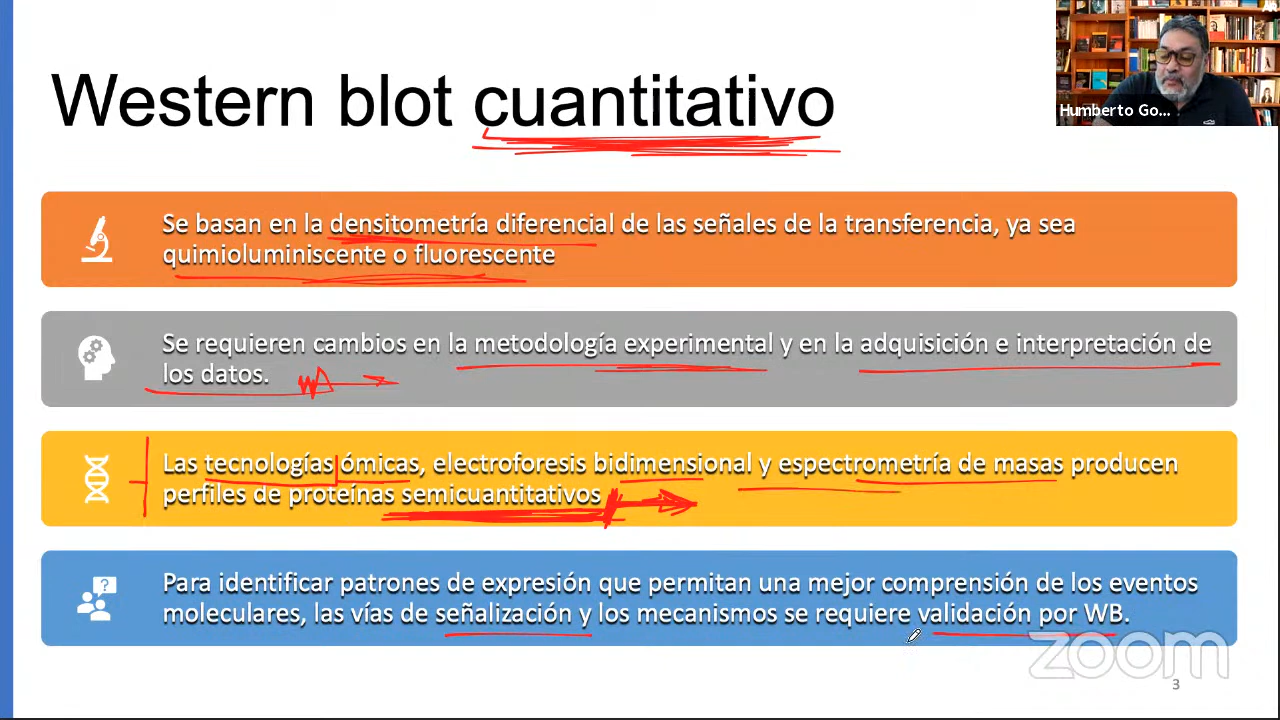 Humberto Go...
Western blot cuantitativo
Se basan en la densitometría diferencial de las señales de la transferencia, ya sea
quimioluminiscente o fluorescente
Se requieren cambios en la metodología experimental y en la adquisición e interpretación de
los datos.
Las tecnologías ómicas, electroforesis bidimensional y espectrometría de masas producen
perfiles de proteínas semicuantitativos
?
Para identificar patrones de expresión que permitan una mejor comprensión de los eventos
moleculares, las vías de señalización y los mecanismos se requiere validación por WB.
zoom
3